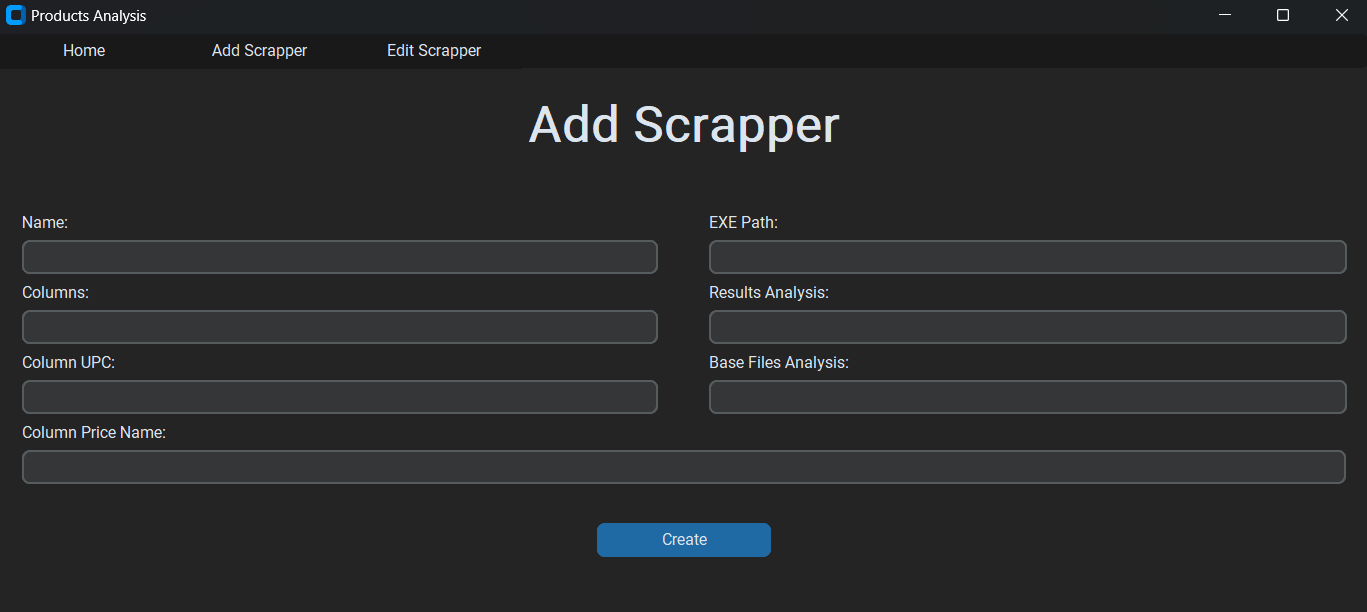 Products Analysis
Home Add Scrapper Edit Scrapper
Add Scrapper
Name: EXE Path:
Columns: Results Analysis:
Column UPC: Base Files Analysis:
Column Price Name:
Create